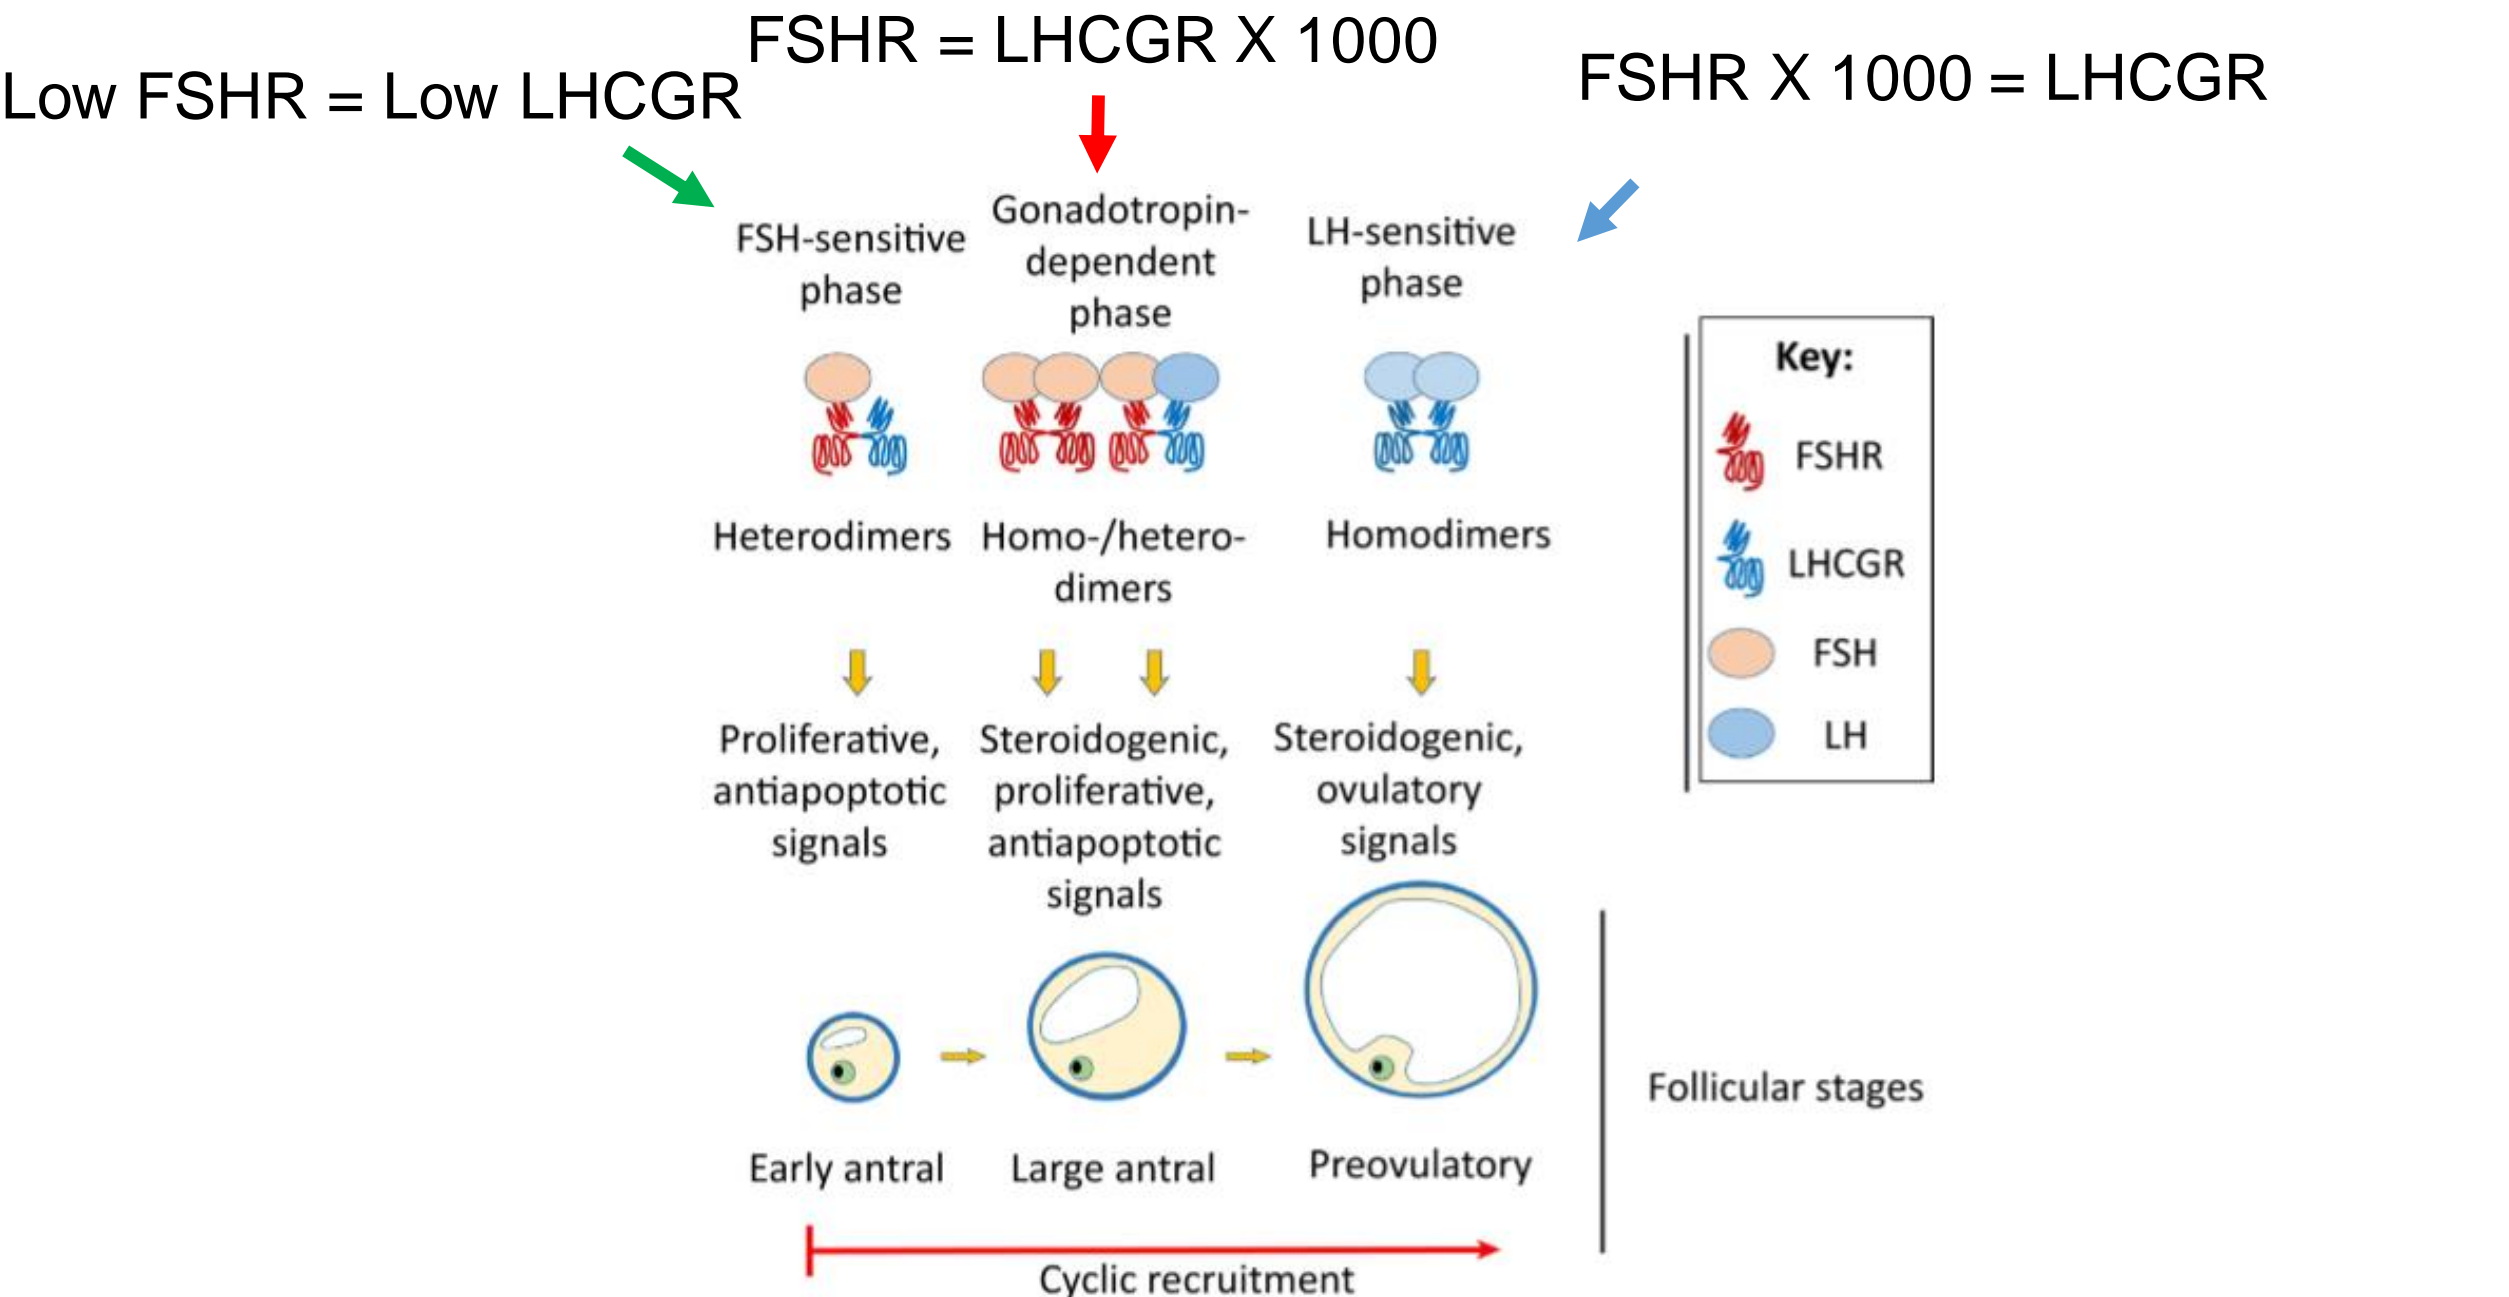 FSHR = LHCGR X 1000
Low FSHR = Low LHCGR
FSHR X 1000 = LHCGR
FSH-sensitive
phase
Gonadotropin-
dependent
phase
LH-sensitive
phase
Heterodimers
Homo-/hetero-
dimers
Homodimers
Proliferative,
antiapoptotic
signals
Steroidogenic,
proliferative,
antiapoptotic
signals
Steroidogenic,
ovulatory
signals
Key:
FSHR
LHCGR
FSH
LH
Early antral
Large antral
Preovulatory
Follicular stages
Cyclic recruitment